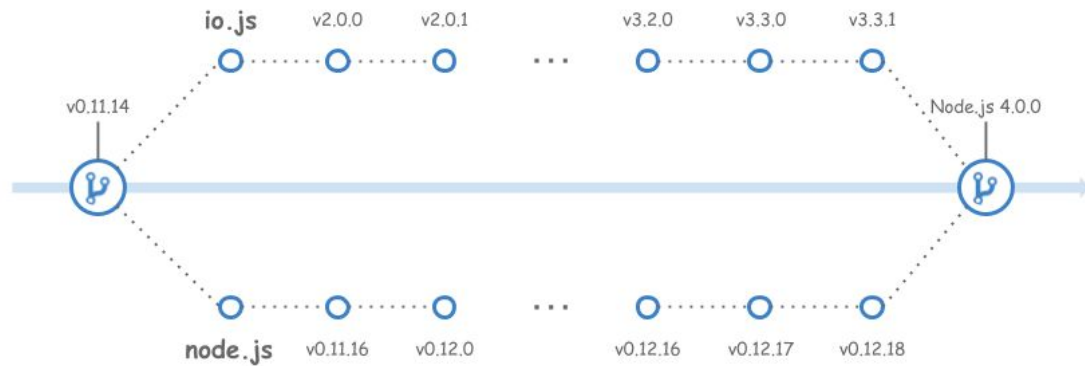 io.js v2.0.0 v2.0.1 ... v3.2.0 v3.3.0 v3.3.1
v0.11.14 Node.js 4.0.0
...
node.js v0.11.16 v0.12.0 v0.12.16 v0.12.17 v0.12.18